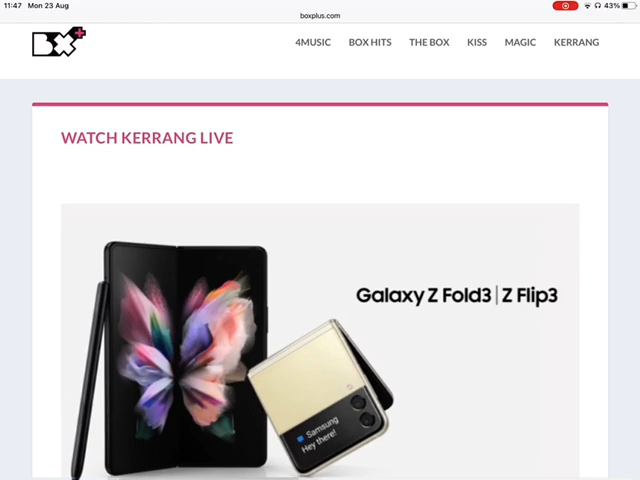 11:47 Mon 23 Aug
43%
boxplus.com
BOX+
4MUSIC BOX HITS THE BOX KISS MAGIC KERRANG
WATCH KERRANG LIVE
Galaxy Z Fold3 | Z Flip3
Samsung
Hey there!